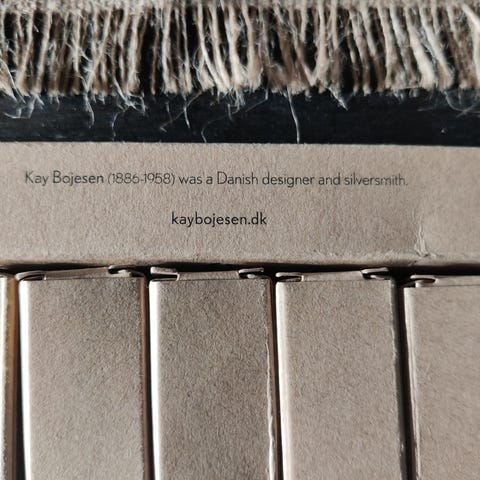 Kay Bojesen (1886-1958) was a Danish designer and silversmith.
kaybojesen.dk